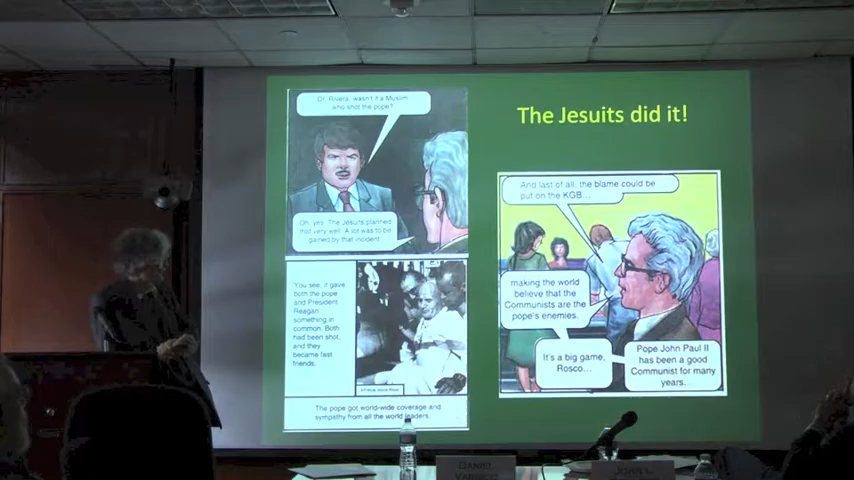 Dr. Rivera, wasn't it a Muslim
who shot the pope?
Oh, yes. The Jesuits planned
that very well. A lot was to be
gained by that incident.
You see, it gave
both the pope
and President
Reagan
something in
common. Both
had been shot,
and they
became fast
friends.
The pope got world-wide coverage and
sympathy from all the world leaders.
The Jesuits did it!
And last of all, the blame could be
put on the KGB...
making the world
believe that the
Communists are the
pope's enemies.
It's a big game,
Rosco...
Pope John Paul II
has been a good
Communist for many
years.
DANIEL